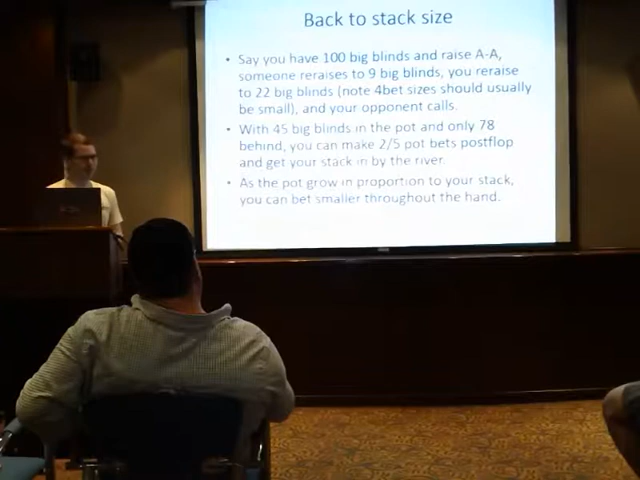 Back to stack size
• Say you have 100 big blinds and raise A-A,
someone reraises to 9 big blinds, you reraise
to 22 big blinds (note 4bet sizes should usually
be small), and your opponent calls.
• With 45 big blinds in the pot and only 78
behind, you can make 2/5 pot bets postflop
and get your stack in by the river.
• As the pot grow in proportion to your stack,
you can bet smaller throughout the hand.